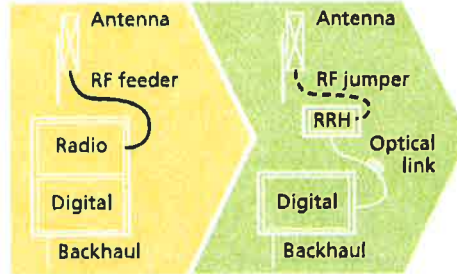 Antenna
RF feeder
Radio
Digital
Backhaul
Antenna
RF jumper
RRH
Optical
link
Digital
Backhaul